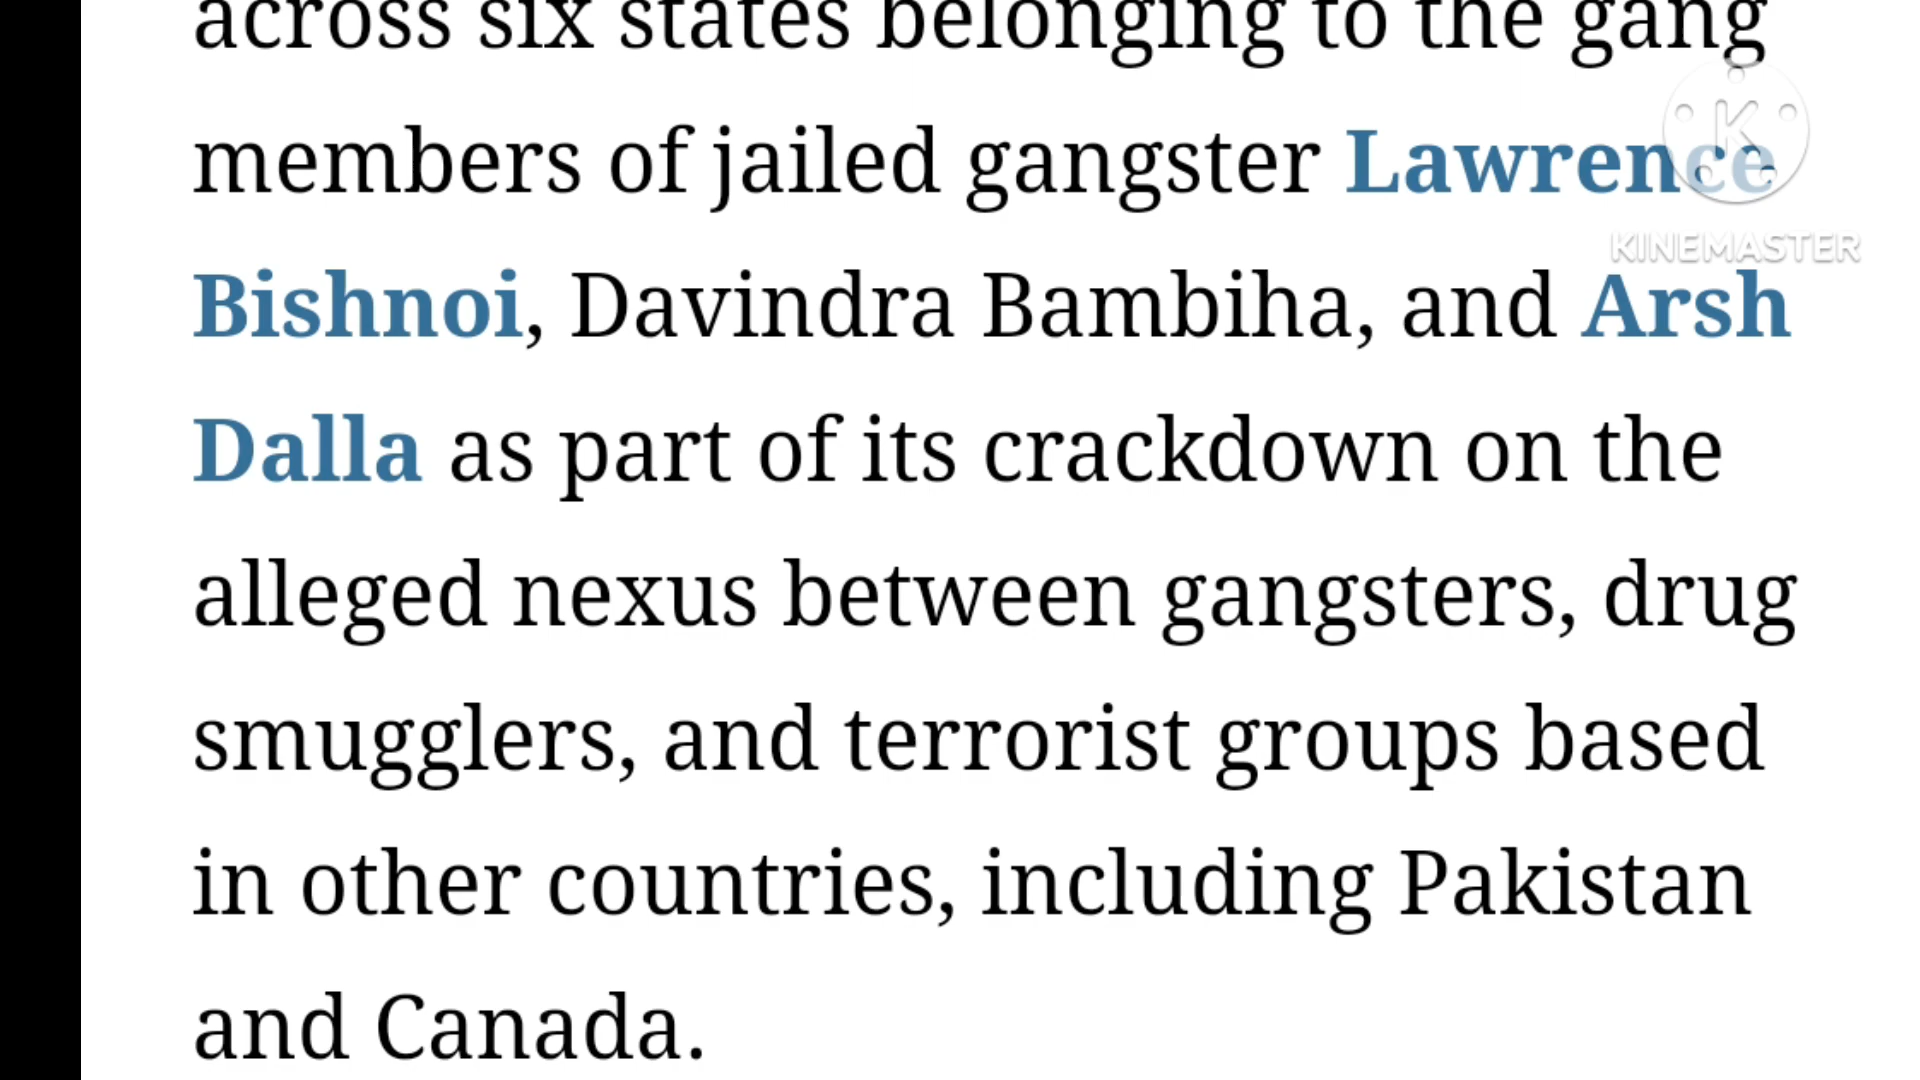 across six states belonging to the gang
members of jailed gangster Lawrence
Bishnoi, Davindra Bambiha, and Arsh
Dalla as part of its crackdown on the
alleged nexus between gangsters, drug
smugglers, and terrorist groups based
in other countries, including Pakistan
and Canada.
K
KINEMASTER